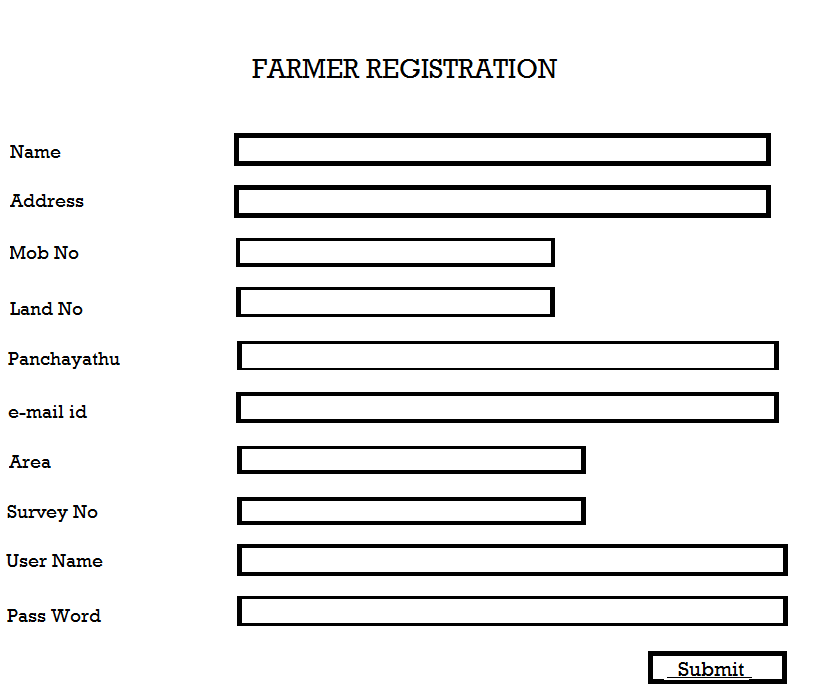 FARMER REGISTRATION
Name
Address
Mob No
Land No
Panchayathu
e-mail id
Area
Survey No
User Name
Pass Word
Submit